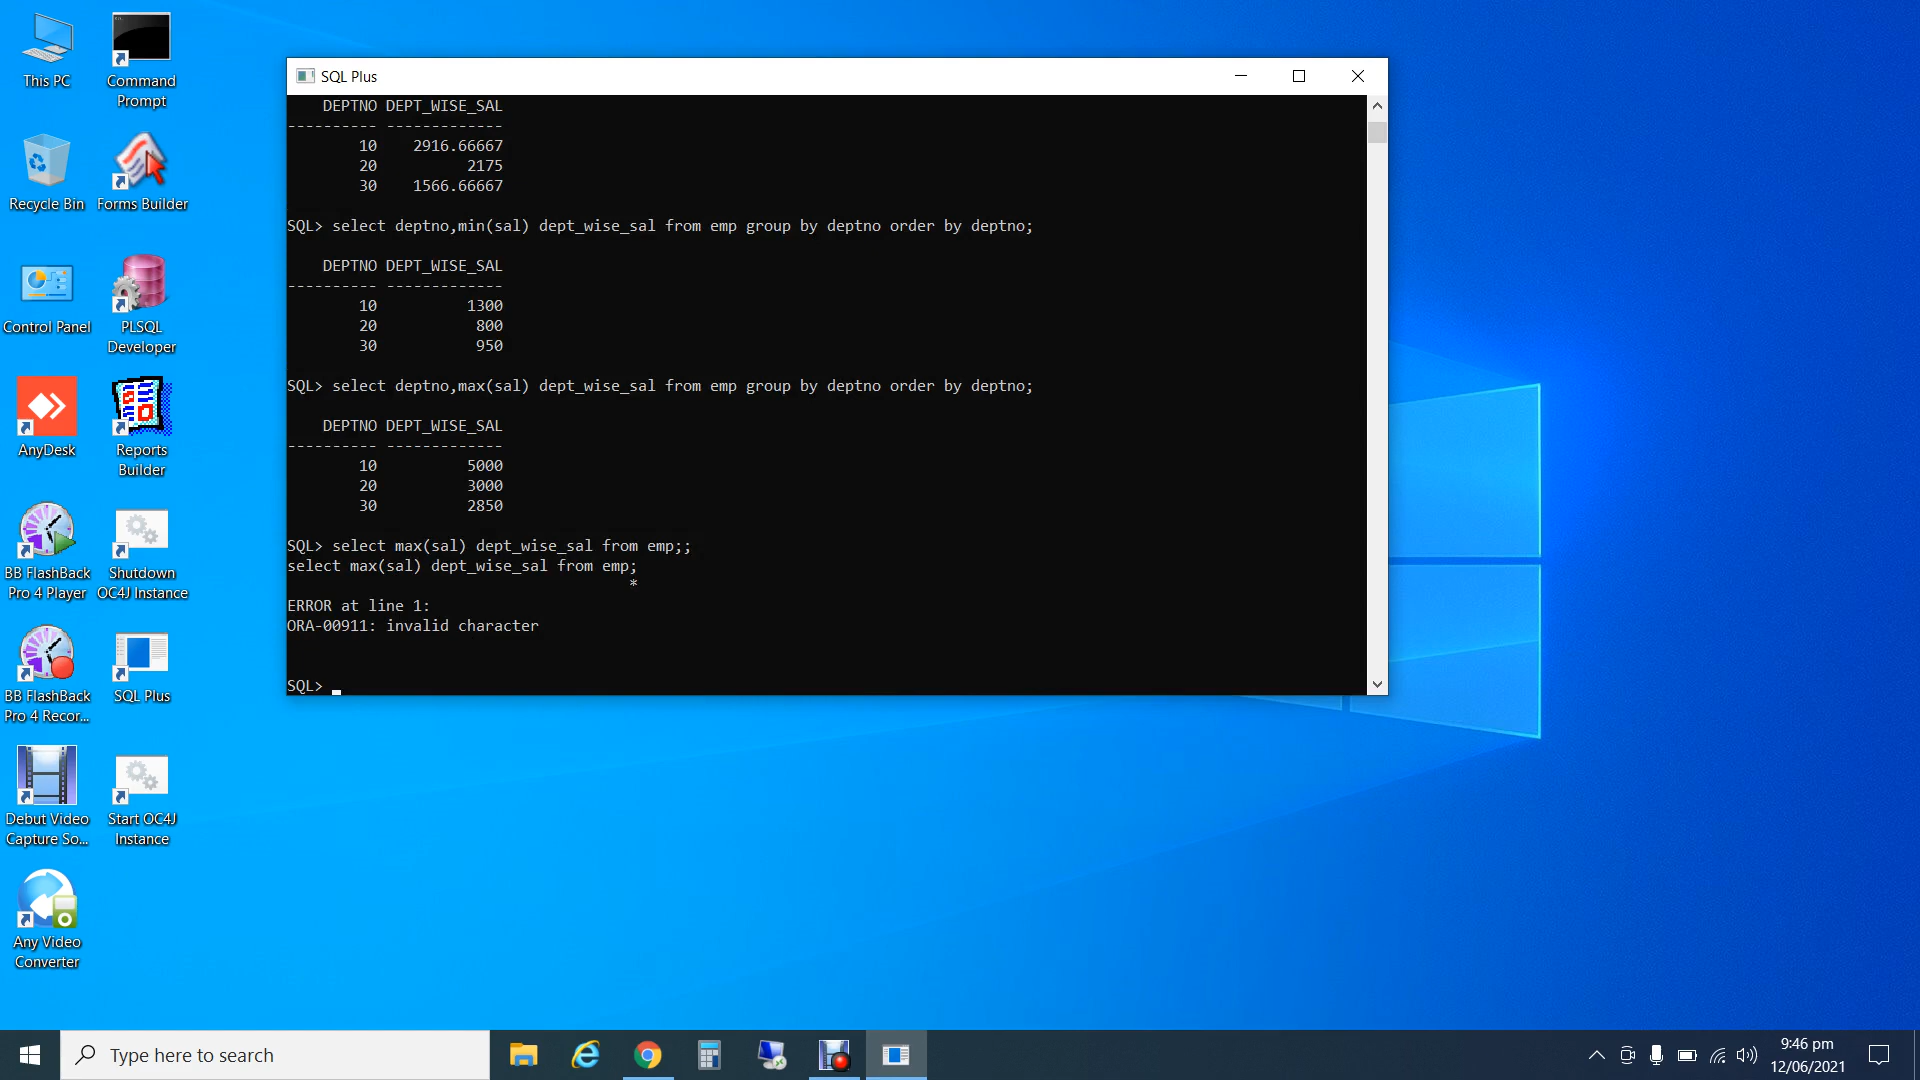 This PC
Command
Prompt
Recycle Bin
Forms Builder
Control Panel
PLSQL
Developer
AnyDesk
Reports
Builder
BB FlashBack
Pro 4 Player
Shutdown
OC4J Instance
BB FlashBack
Pro 4 Recor...
SQL Plus
Debut Video
Capture So...
Start OC4J
Instance
Any Video
Converter
SQL Plus
    DEPTNO DEPT_WISE_SAL
---------- -------------
        10    2916.66667
        20          2175
        30    1566.66667
SQL> select deptno,min(sal) dept_wise_sal from emp group by deptno order by deptno;
    DEPTNO DEPT_WISE_SAL
---------- -------------
        10          1300
        20           800
        30           950
SQL> select deptno,max(sal) dept_wise_sal from emp group by deptno order by deptno;
    DEPTNO DEPT_WISE_SAL
---------- -------------
        10          5000
        20          3000
        30          2850
SQL> select max(sal) dept_wise_sal from emp;;
select max(sal) dept_wise_sal from emp;
                                      *
ERROR at line 1:
ORA-00911: invalid character
SQL>
Type here to search
9:46 pm
12/06/2021